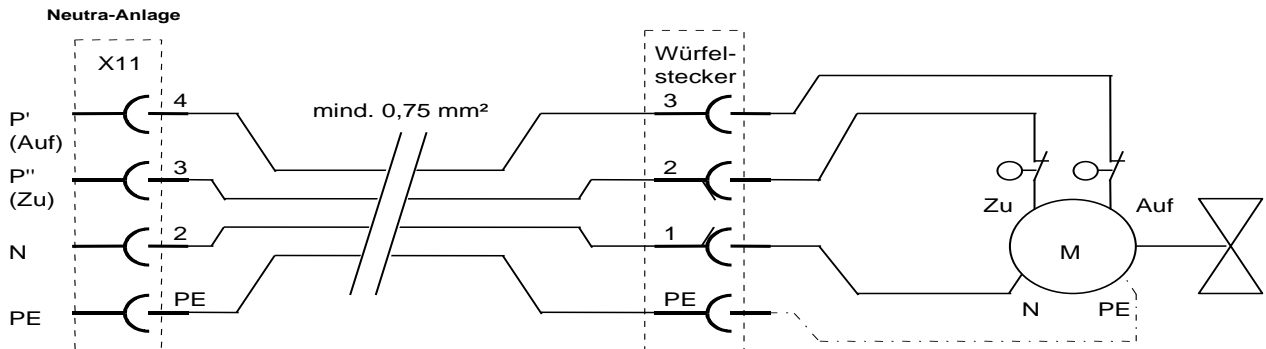 Neutra-Anlage
X11
Würfel-
stecker
mind. 0,75 mm²
P'
(Auf)
4
3
P''
(Zu)
3
2
N
2
1
PE
PE
PE
Zu
Auf
M
N
PE